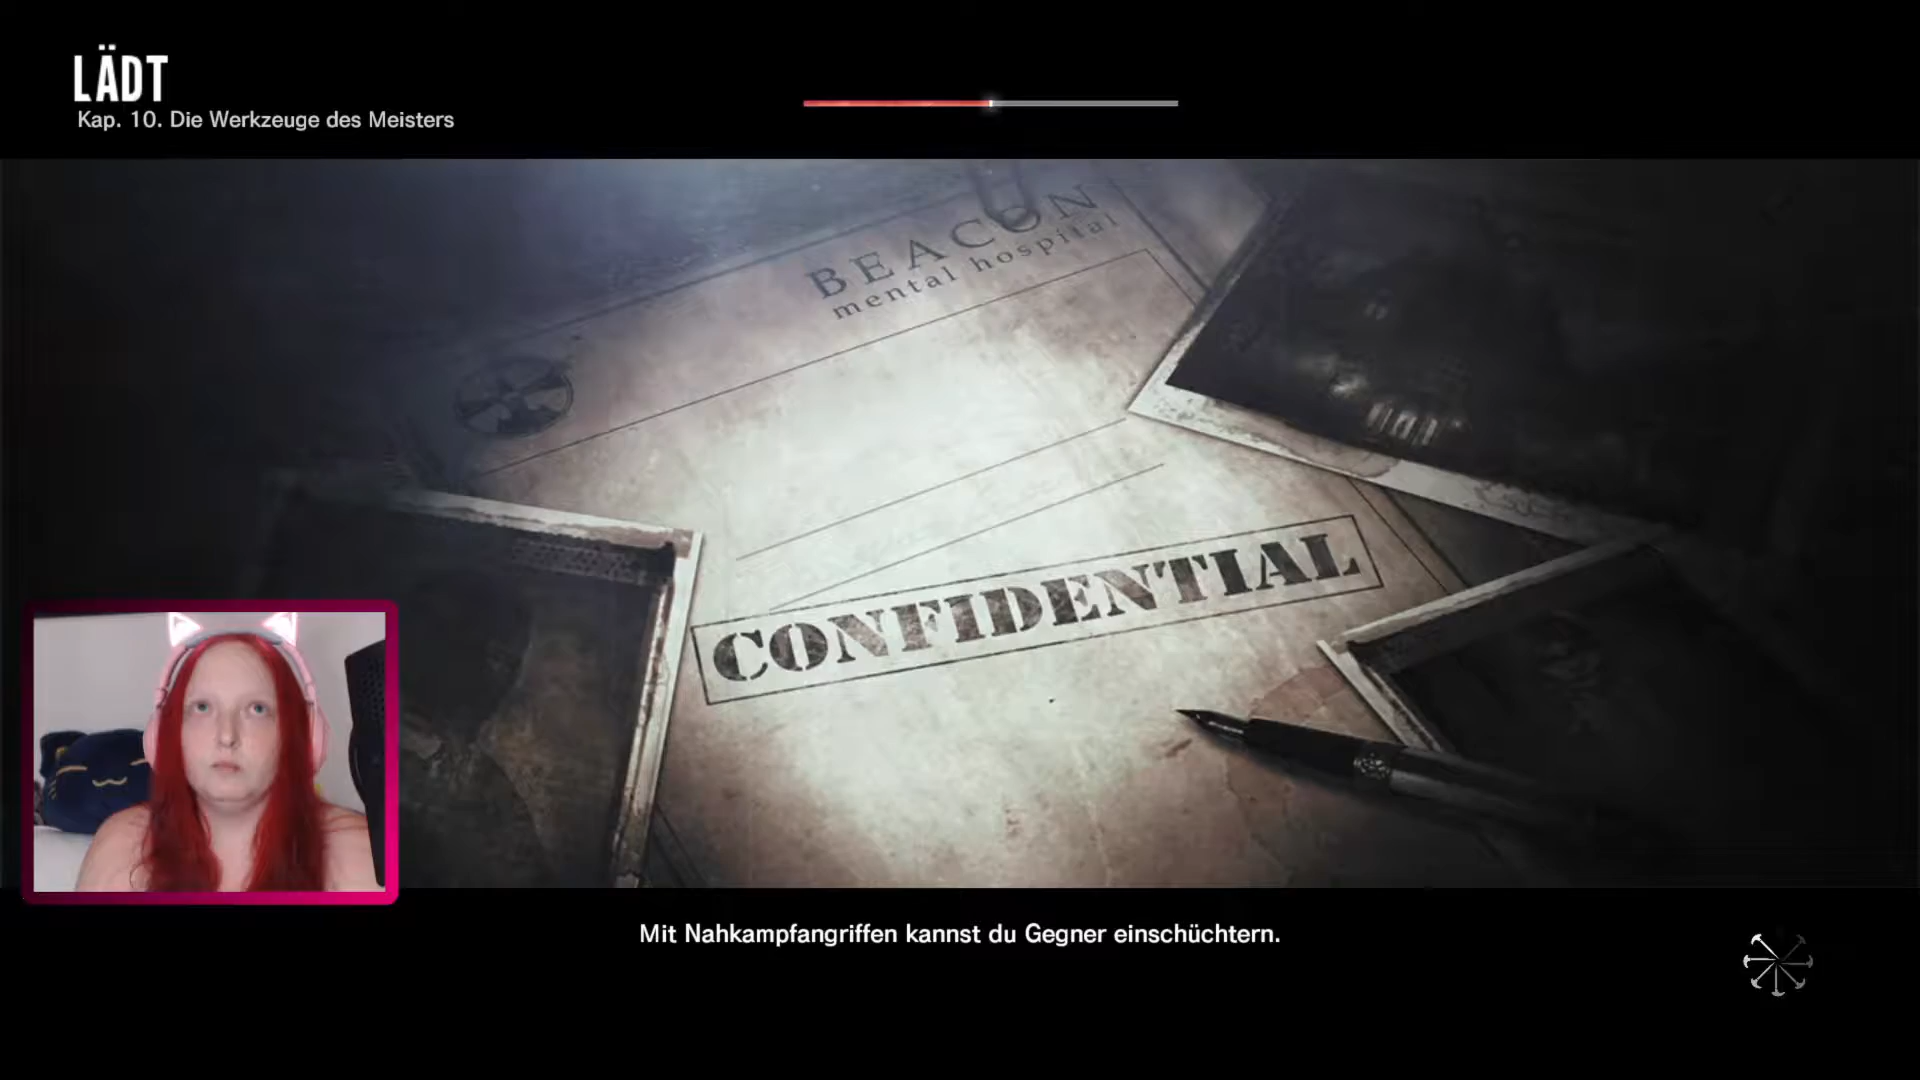 LÄDT
Kap. 10. Die Werkzeuge des Meisters
BEACON
mental hospital
CONFIDENTIAL
Mit Nahkampfangriffen kannst du Gegner einschüchtern.